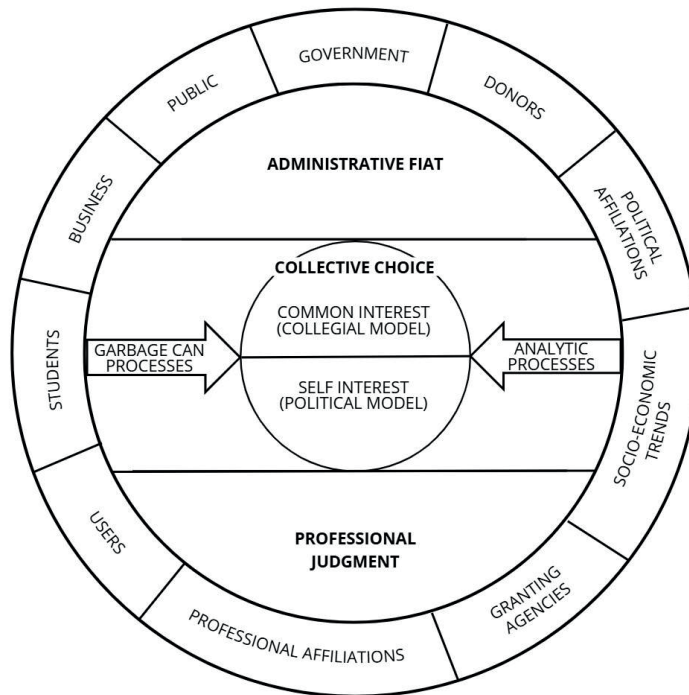 GOVERNMENT
DONORS
POLITICAL
AFFILIATIONS
SOCIO-ECONOMIC
TRENDS
GRANTING
AGENCIES
PROFESSIONAL AFFILIATIONS
USERS
STUDENTS
BUSINESS
PUBLIC
ADMINISTRATIVE FIAT
COLLECTIVE CHOICE
COMMON INTEREST
(COLLEGIAL MODEL)
GARBAGE CAN
PROCESSES
ANALYTIC
PROCESSES
SELF INTEREST
(POLITICAL MODEL)
PROFESSIONAL
JUDGMENT